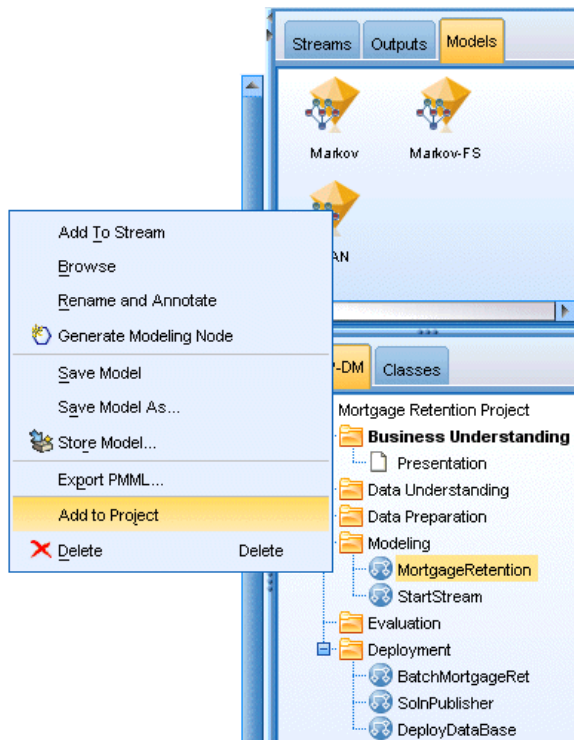 Streams Outputs Models
Markov Markov-FS
AN
Add To Stream
Browse
Rename and Annotate
Generate Modeling Node
Save Model
Save Model As...
Store Model...
Export PMML...
Add to Project
Delete Delete
P-DM Classes
Mortgage Retention Project
Business Understanding
Presentation
Data Understanding
Data Preparation
Modeling
MortgageRetention
StartStream
Evaluation
Deployment
BatchMortgageRet
SolnPublisher
DeployDataBase